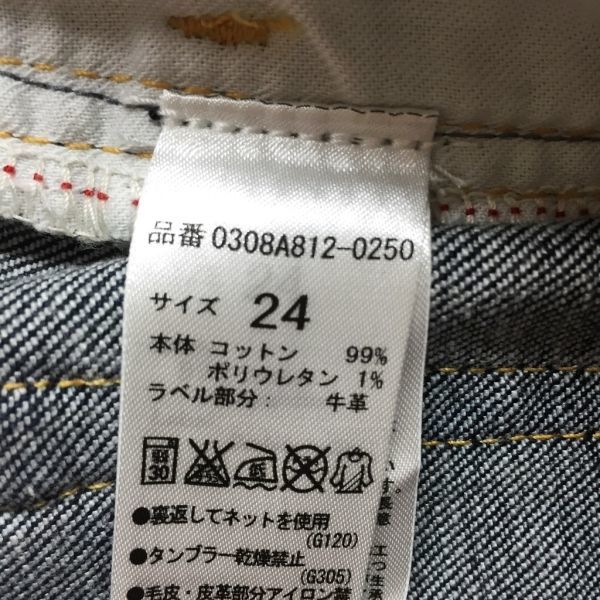 品番 0308A812-0250
サイズ 24
本体 コットン 99%
ポリウレタン 1%
ラベル部分： 牛革
弱 30
低
●裏返してネットを使用
(G120)
●タンブラー乾燥禁止
(G305)
●毛皮・皮革部分アイロン禁